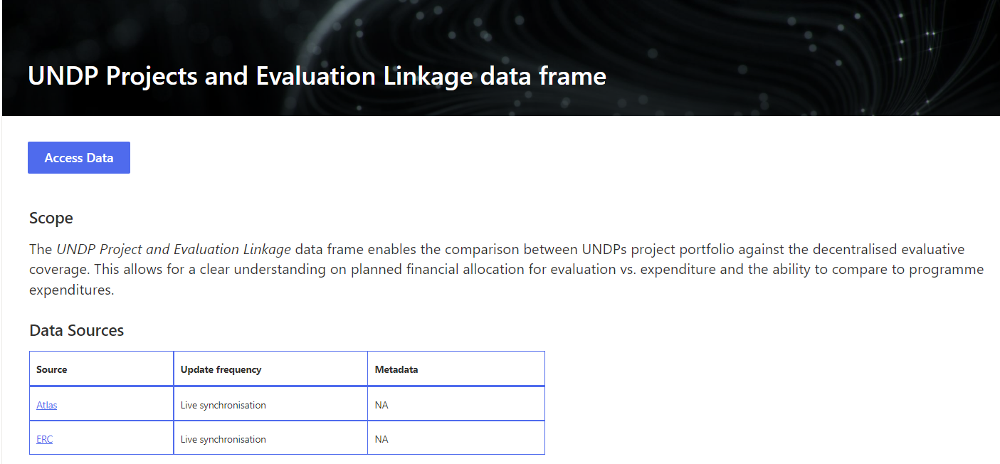 UNDP Projects and Evaluation Linkage data frame
Access Data
Scope
The UNDP Project and Evaluation Linkage data frame enables the comparison between UNDPs project portfolio against the decentralised evaluative
coverage. This allows for a clear understanding on planned financial allocation for evaluation vs. expenditure and the ability to compare to programme
expenditures.
Data Sources
Source Update frequency Metadata
Atlas Live synchronisation NA
ERC Live synchronisation NA